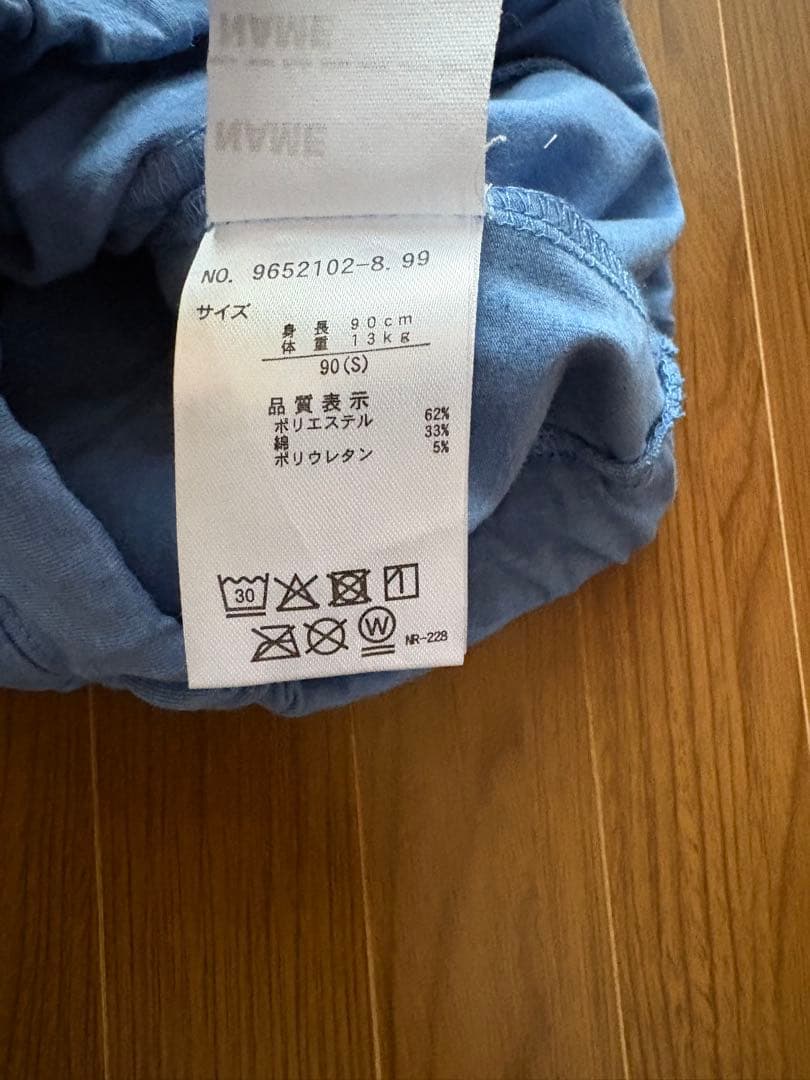 NAME
NAME
NO. 9652102-8.99
サイズ
身 長 90cm
体 重 13kg
90(S)
品質表示
ポリエステル 62%
綿 33%
ポリウレタン 5%
30
W
NR-228